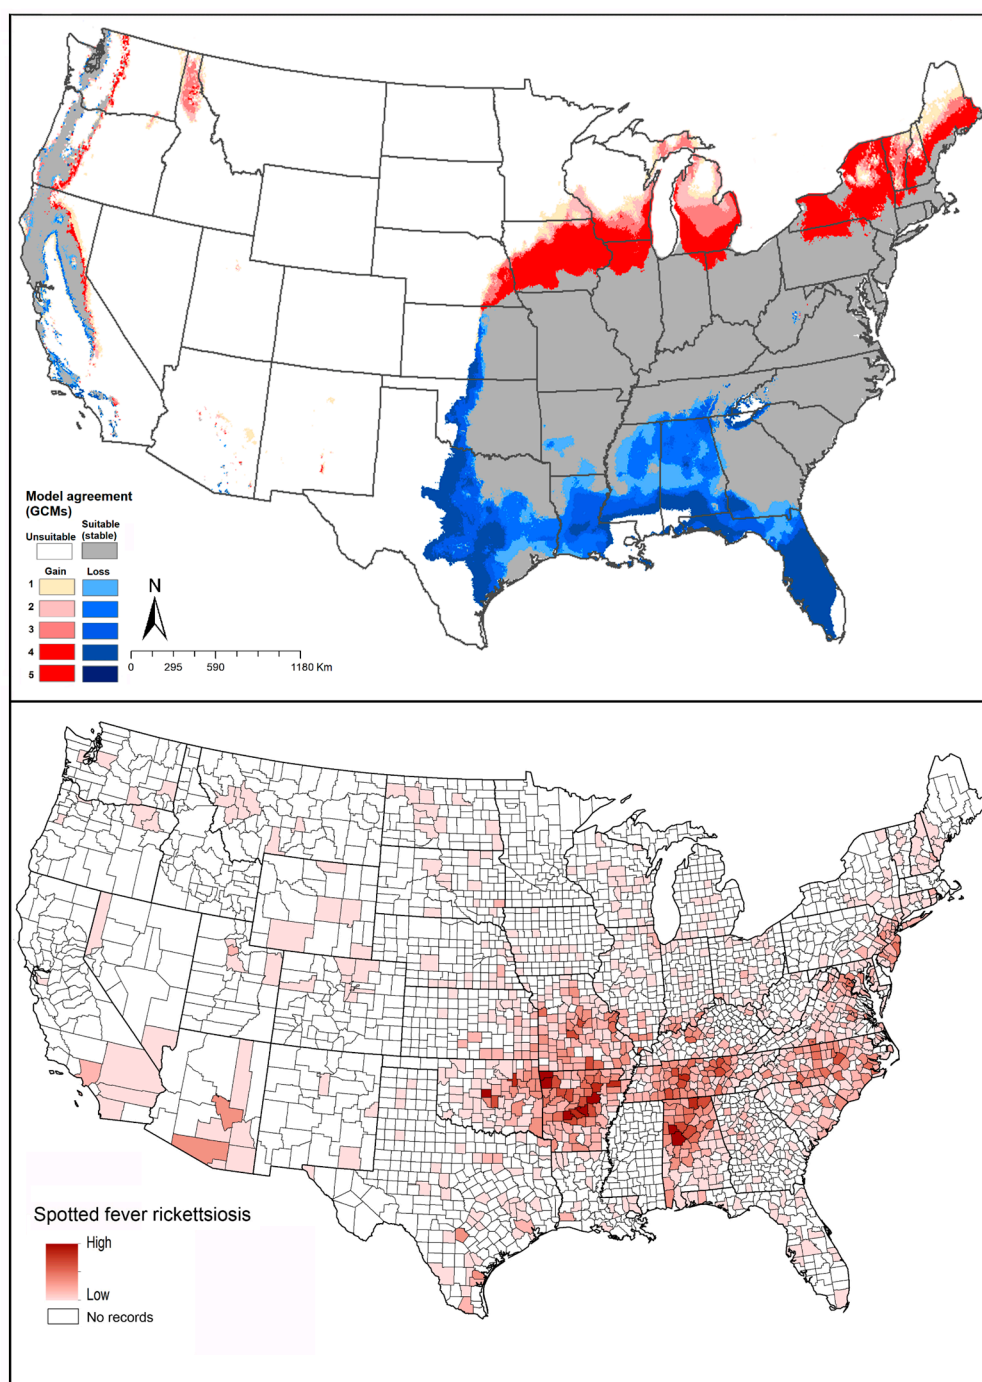 Model agreement
(GCMs)
Unsuitable
Suitable
(stable)
Gain Loss
1
2
3
4
5
N
0 295 590 1180 Km
Spotted fever rickettsiosis
High
Low
No records